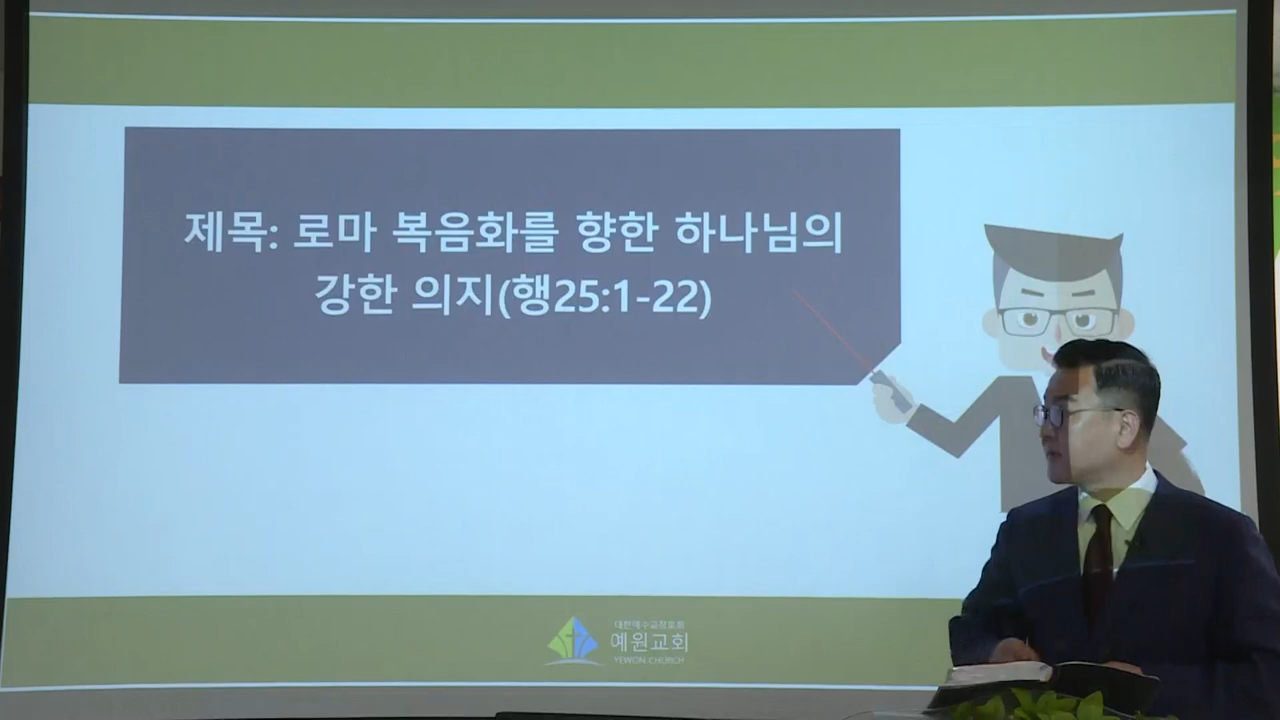 제목: 로마 복음화를 향한 하나님의
강한 의지(행25:1-22)
대한예수교장로회
예원교회
YEWON CHURCH